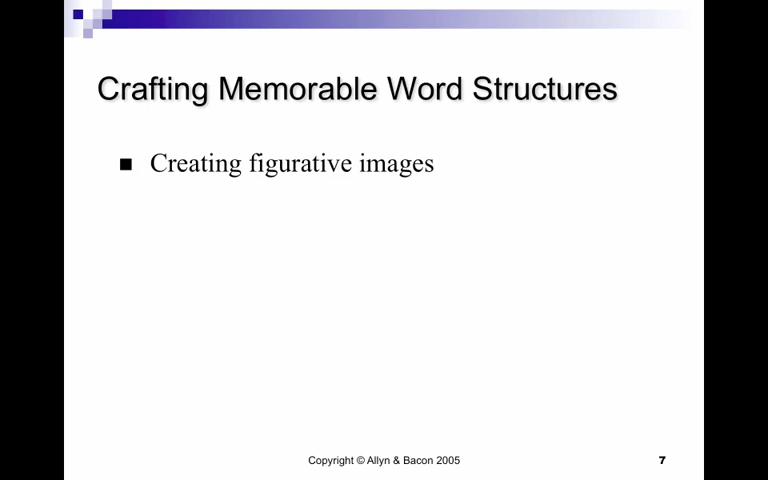 Crafting Memorable Word Structures
Creating figurative images
Copyright © Allyn & Bacon 2005
7